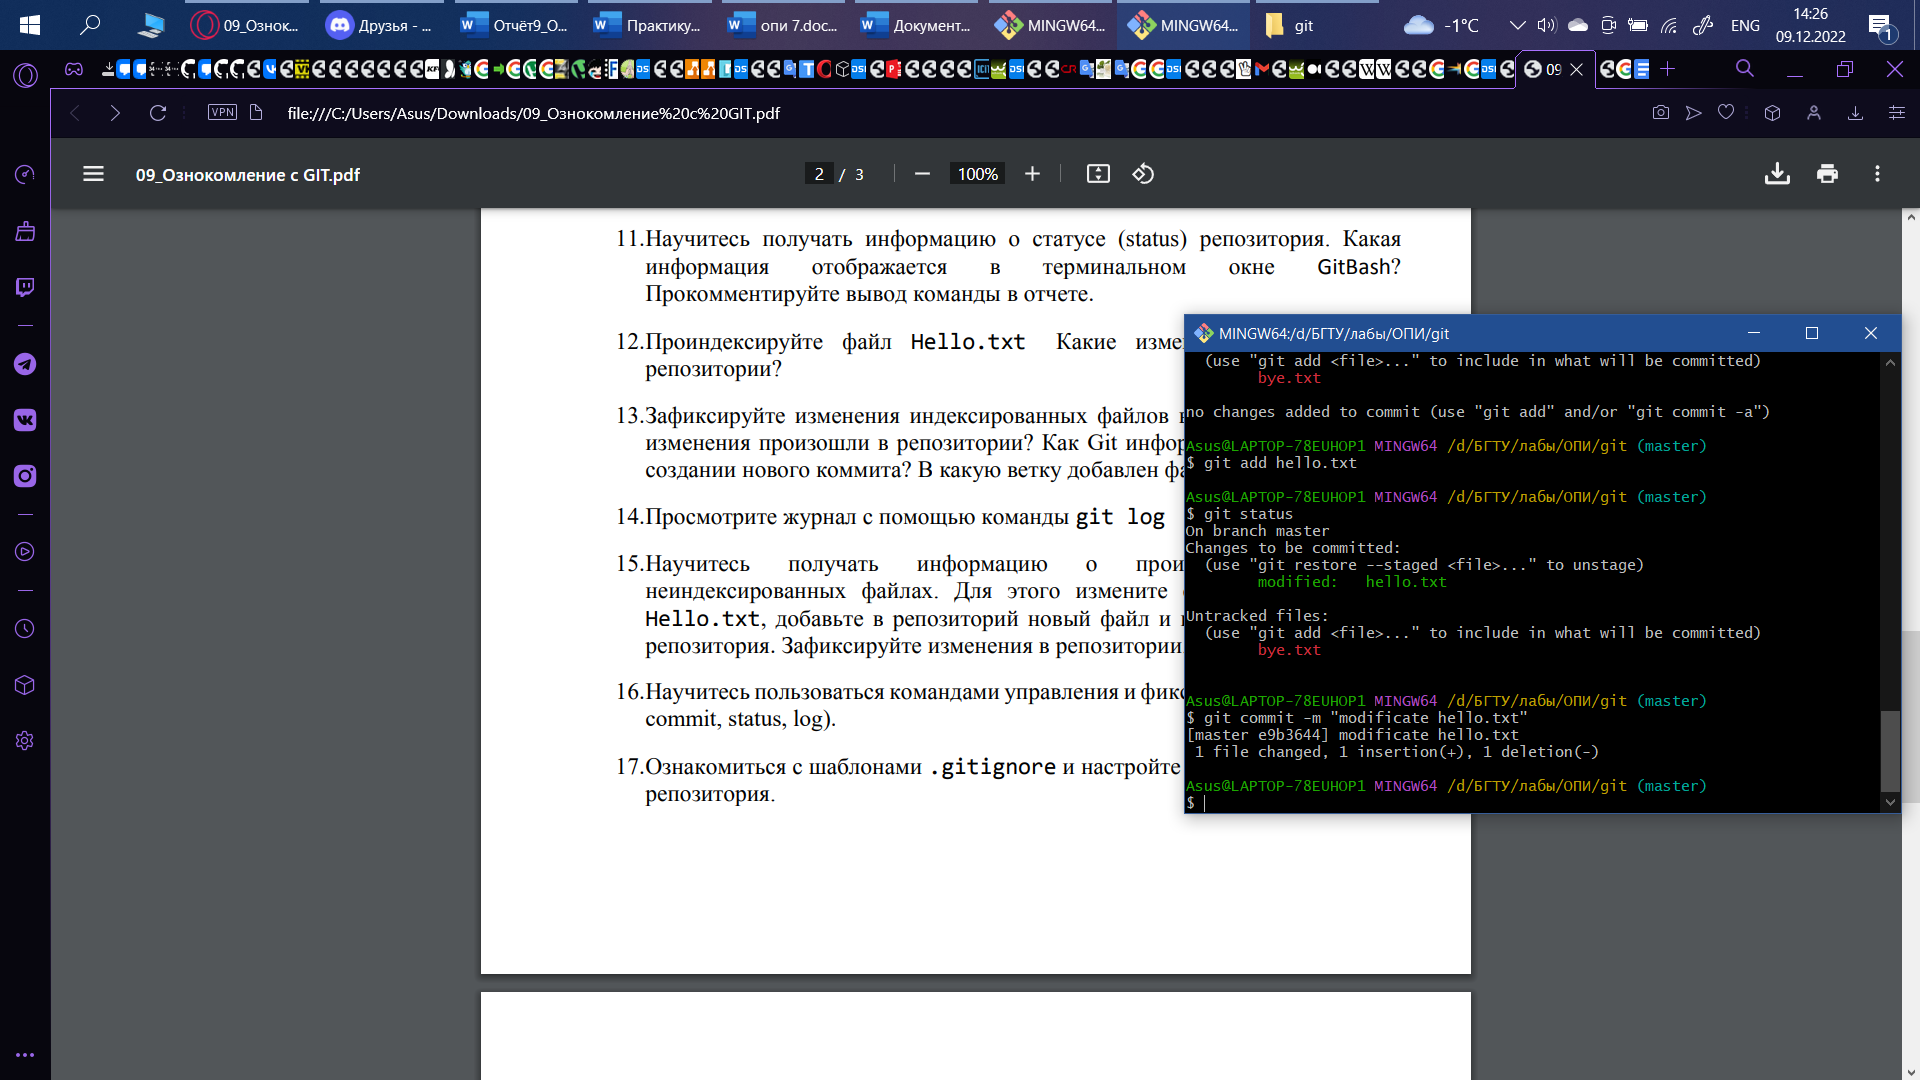 09_Ознок...
Друзья - ...
Отчёт9_О...
Практику...
опи 7.doc...
Документ...
MINGW64...
MINGW64...
git
-1°C
ENG
14:26
09.12.2022
1
09
VPN
file:///C:/Users/Asus/Downloads/09_Ознокомление%20с%20GIT.pdf
09_Ознокомление с GIT.pdf
2 / 3
100%
11.Научитесь получать информацию о статусе (status) репозитория. Какая
информация отображается в терминальном окне GitBash?
Прокомментируйте вывод команды в отчете.
12.Проиндексируйте файл Hello.txt Какие изме
репозитории?
13.Зафиксируйте изменения индексированных файлов
изменения произошли в репозитории? Как Git инфо
создании нового коммита? В какую ветку добавлен фа
14.Просмотрите журнал с помощью команды git log
15.Научитесь получать информацию о прои
неиндексированных файлах. Для этого измените
Hello.txt, добавьте в репозиторий новый файл и
репозитория. Зафиксируйте изменения в репозитории
16.Научитесь пользоваться командами управления и фикс
commit, status, log).
17.Ознакомиться с шаблонами .gitignore и настройте
репозитория.
MINGW64:/d/БГТУ/лабы/ОПИ/git
(use "git add <file>..." to include in what will be committed)
bye.txt
no changes added to commit (use "git add" and/or "git commit -a")
Asus@LAPTOP-78EUHOP1 MINGW64 /d/БГТУ/лабы/ОПИ/git (master)
$ git add hello.txt
Asus@LAPTOP-78EUHOP1 MINGW64 /d/БГТУ/лабы/ОПИ/git (master)
$ git status
On branch master
Changes to be committed:
(use "git restore --staged <file>..." to unstage)
modified:   hello.txt
Untracked files:
(use "git add <file>..." to include in what will be committed)
bye.txt
Asus@LAPTOP-78EUHOP1 MINGW64 /d/БГТУ/лабы/ОПИ/git (master)
$ git commit -m "modificate hello.txt"
[master e9b3644] modificate hello.txt
1 file changed, 1 insertion(+), 1 deletion(-)
Asus@LAPTOP-78EUHOP1 MINGW64 /d/БГТУ/лабы/ОПИ/git (master)
$